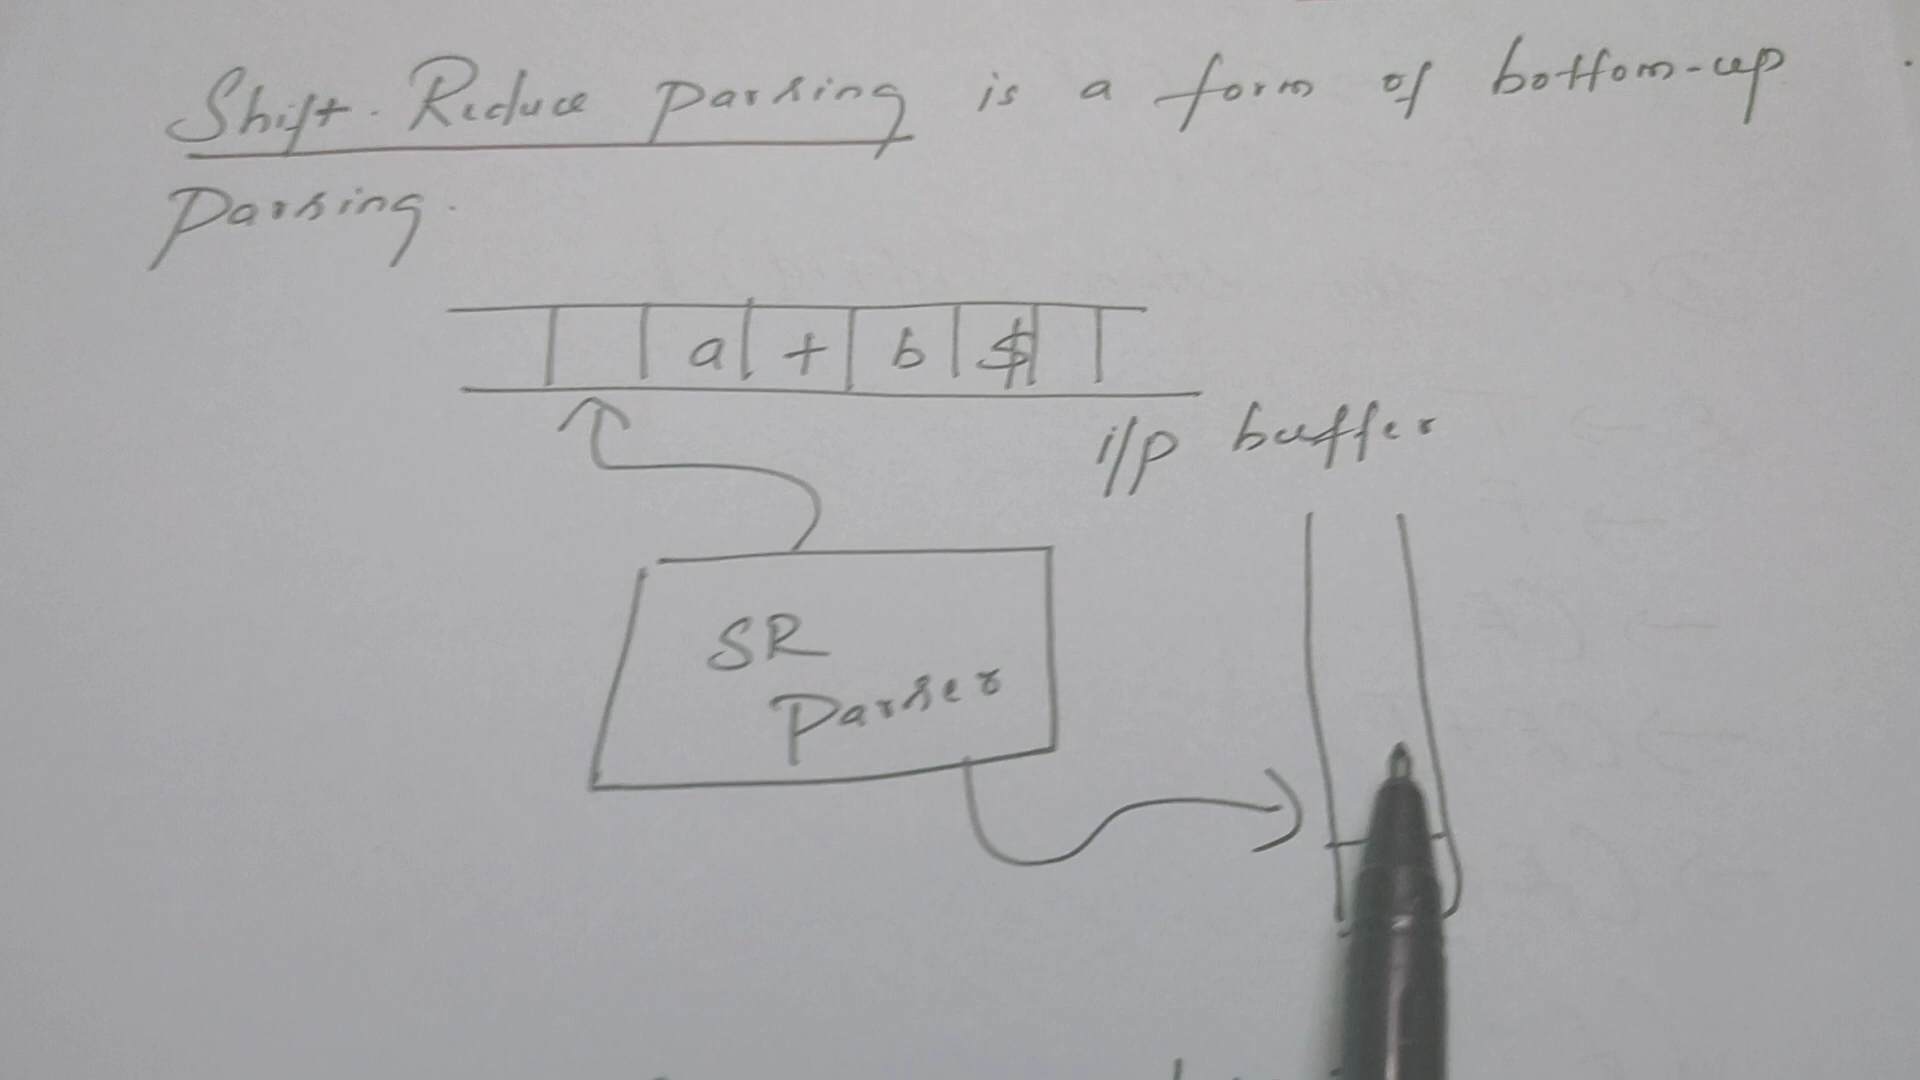 Shift-Reduce parsing is a form of bottom-up
parsing.
a + b $
i/p buffer
SR
Parser